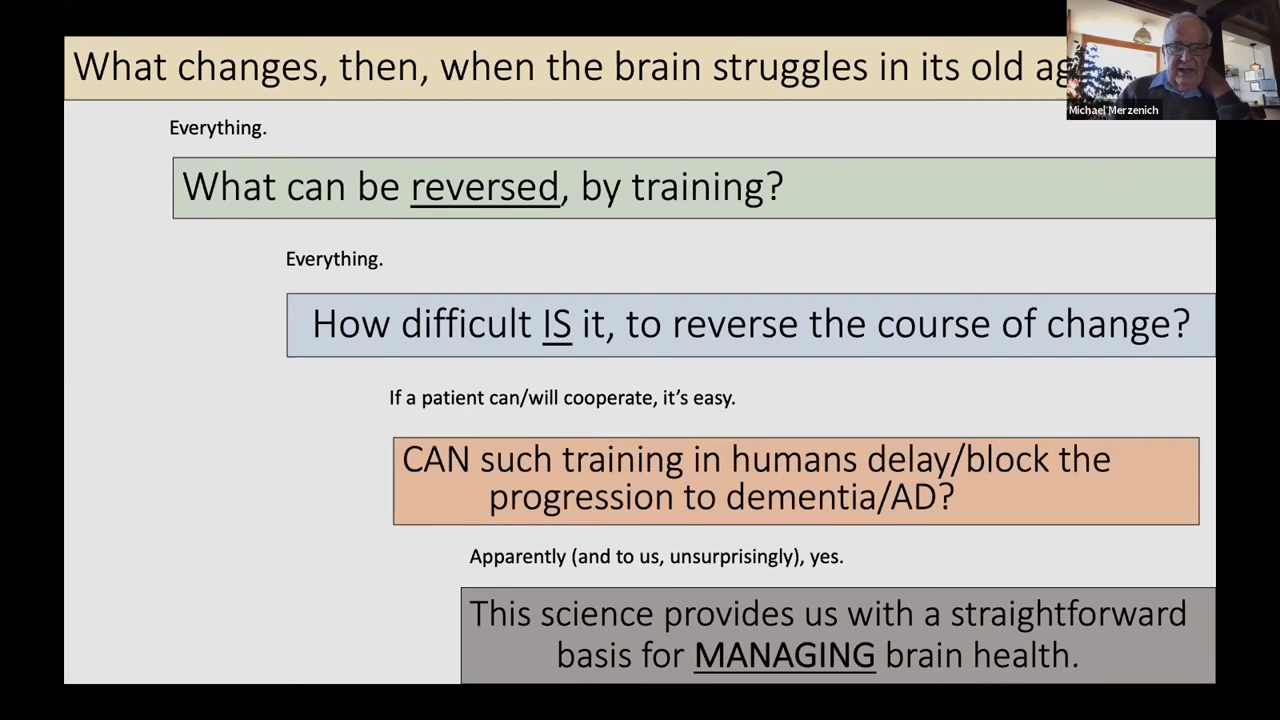 What changes, then, when the brain struggles in its old ag
Michael Merzenich
Everything.
What can be reversed, by training?
Everything.
How difficult IS it, to reverse the course of change?
If a patient can/will cooperate, it's easy.
CAN such training in humans delay/block the
progression to dementia/AD?
Apparently (and to us, unsurprisingly), yes.
This science provides us with a straightforward
basis for MANAGING brain health.